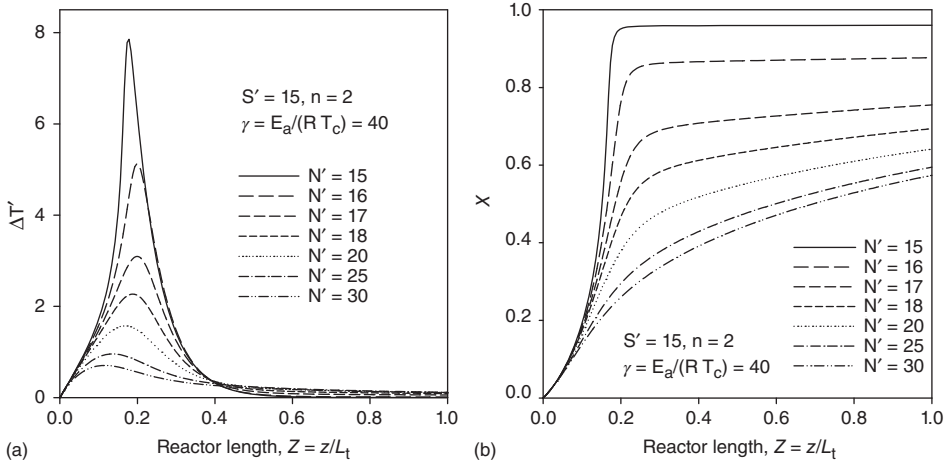 8
6
4
2
0
ΔT′
S′ = 15, n = 2
γ = Eₐ/(R T꜀) = 40
N′ = 15
N′ = 16
N′ = 17
N′ = 18
N′ = 20
N′ = 25
N′ = 30
0.0 0.2 0.4 0.6 0.8 1.0
(a)
Reactor length, Z = z/Lₜ
1.0
0.8
0.6
0.4
0.2
0.0
X
N′ = 15
N′ = 16
N′ = 17
N′ = 18
N′ = 20
N′ = 25
N′ = 30
S′ = 15, n = 2
γ = Eₐ/(R T꜀) = 40
0.0 0.2 0.4 0.6 0.8 1.0
(b)
Reactor length, Z = z/Lₜ